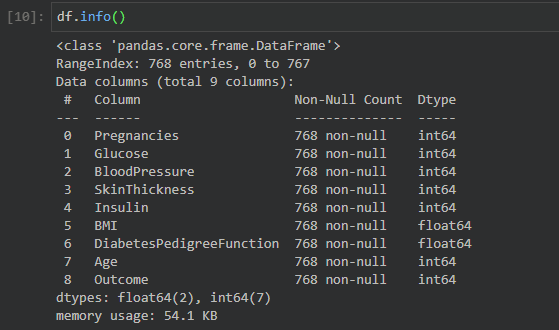 [10]: df.info()
<class 'pandas.core.frame.DataFrame'>
RangeIndex: 768 entries, 0 to 767
Data columns (total 9 columns):
 #   Column                    Non-Null Count  Dtype
---  ------                    --------------  -----
 0   Pregnancies               768 non-null    int64
 1   Glucose                   768 non-null    int64
 2   BloodPressure             768 non-null    int64
 3   SkinThickness             768 non-null    int64
 4   Insulin                   768 non-null    int64
 5   BMI                       768 non-null    float64
 6   DiabetesPedigreeFunction  768 non-null    float64
 7   Age                       768 non-null    int64
 8   Outcome                   768 non-null    int64
dtypes: float64(2), int64(7)
memory usage: 54.1 KB